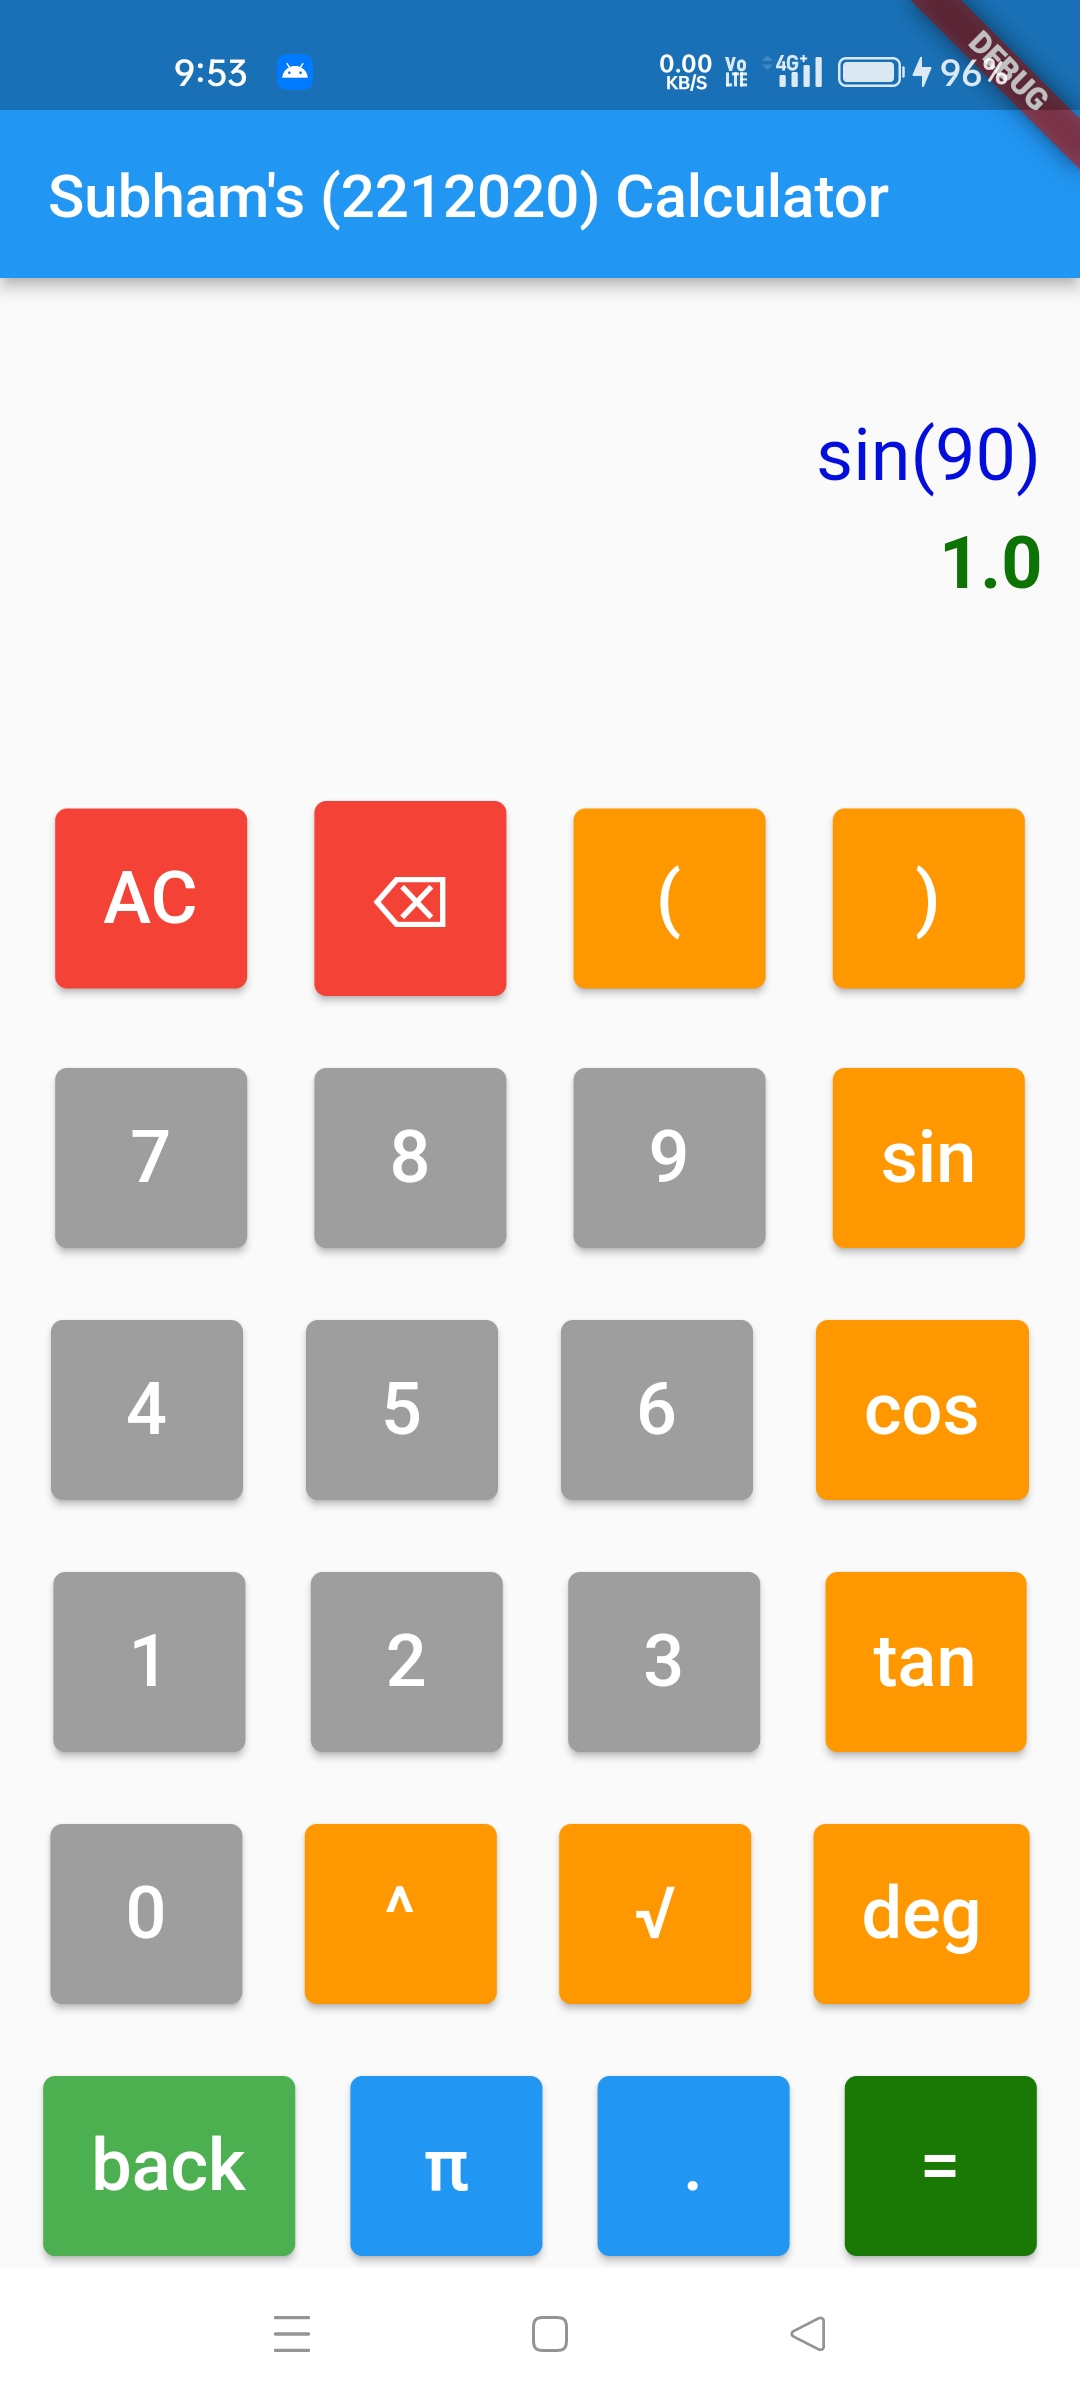 9:53 0.00 KB/S Vo LTE 4G+ 96%
DEBUG
Subham's (2212020) Calculator
sin(90)
1.0
AC ( )
7 8 9 sin
4 5 6 cos
1 2 3 tan
0 ^ √ deg
back π . =